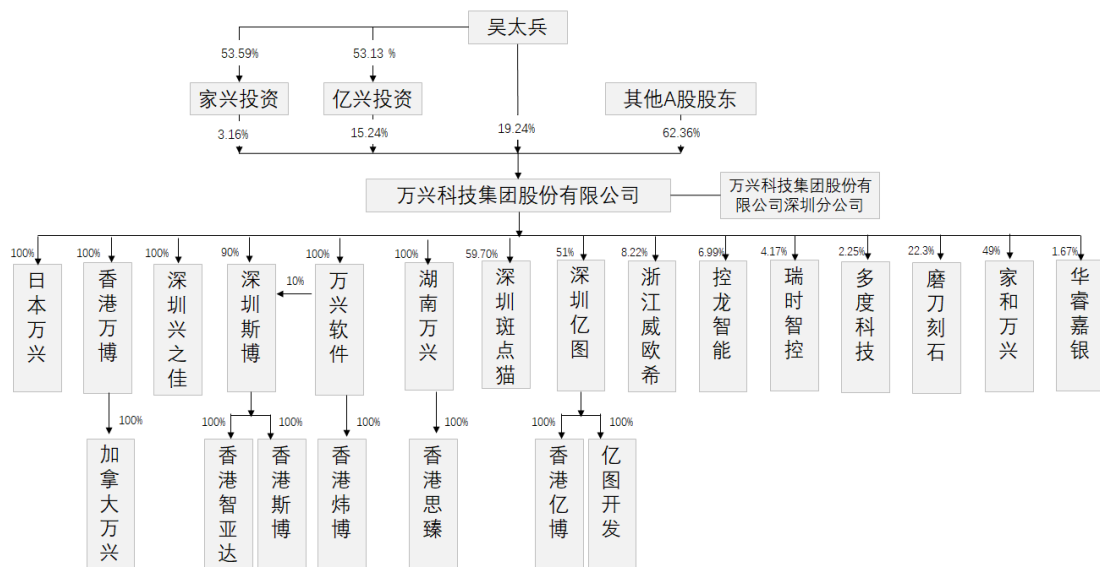 吴太兵
53.59%
53.13 %
家兴投资
亿兴投资
其他A股股东
3.16%
15.24%
19.24%
62.36%
万兴科技集团股份有限公司
万兴科技集团股份有
限公司深圳分公司
100%
100%
100%
90%
100%
100%
59.70%
51%
8.22%
6.99%
4.17%
2.25%
22.3%
49%
1.67%
日本万兴
香港万博
深圳兴之佳
深圳斯博
10%
万兴软件
湖南万兴
深圳斑点猫
深圳亿图
浙江威欧希
控龙智能
瑞时智控
多度科技
磨刀刻石
家和万兴
华睿嘉银
100%
100%
100%
100%
100%
100%
100%
加拿大万兴
香港智亚达
香港斯博
香港炜博
香港思臻
香港亿博
亿图开发